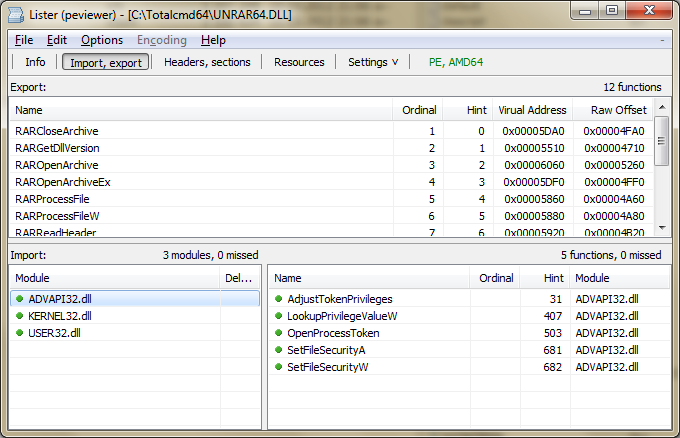 Lister (peviewer) - [C:\Totalcmd64\UNRAR64.DLL]
File Edit Options Encoding Help
Info Import, export Headers, sections Resources Settings ∨ PE, AMD64
Export: 12 functions
Name Ordinal Hint Virual Address Raw Offset
RARCloseArchive 1 0 0x00005DA0 0x00004FA0
RARGetDllVersion 2 1 0x00005510 0x00004710
RAROpenArchive 3 2 0x00006060 0x00005260
RAROpenArchiveEx 4 3 0x00005DF0 0x00004FF0
RARProcessFile 5 4 0x00005860 0x00004A60
RARProcessFileW 6 5 0x00005880 0x00004A80
RARReadHeader 7 6 0x00005920 0x00004B20
Import: 3 modules, 0 missed 5 functions, 0 missed
Module Del... Name Ordinal Hint Module
ADVAPI32.dll AdjustTokenPrivileges 31 ADVAPI32.dll
KERNEL32.dll LookupPrivilegeValueW 407 ADVAPI32.dll
USER32.dll OpenProcessToken 503 ADVAPI32.dll
SetFileSecurityA 681 ADVAPI32.dll
SetFileSecurityW 682 ADVAPI32.dll